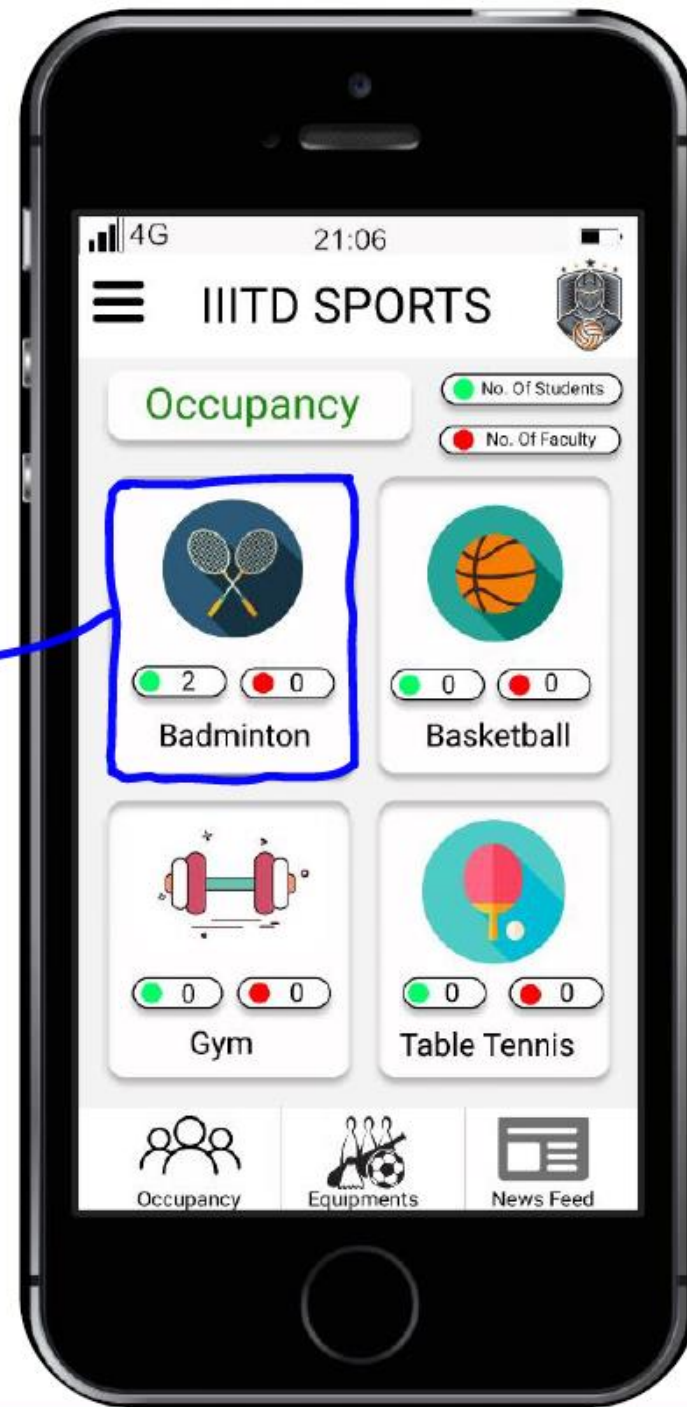 4G 21:06
IIITD SPORTS
Occupancy
No. Of Students
No. Of Faculty
2 0
Badminton
0 0
Basketball
0 0
Gym
0 0
Table Tennis
Occupancy
Equipments
News Feed